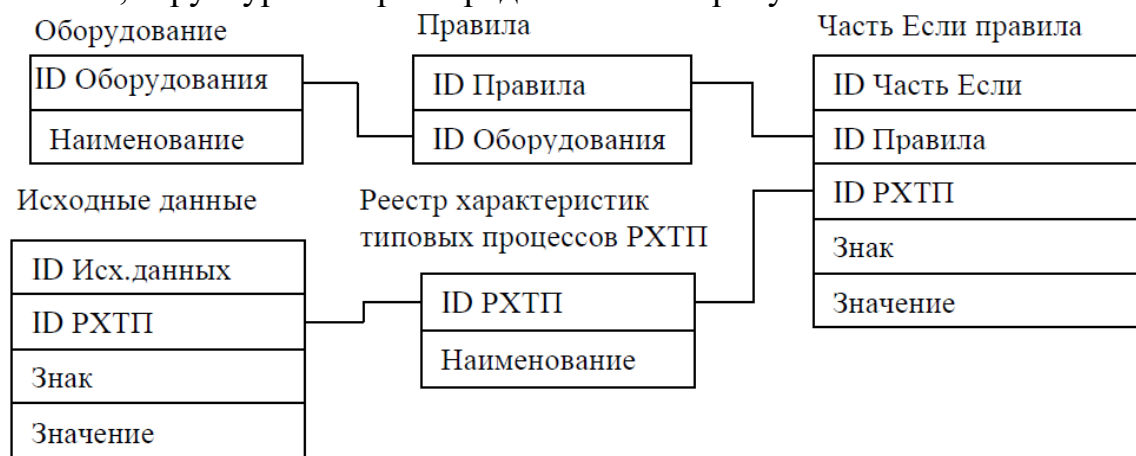 Оборудование
ID Оборудования
Наименование
Правила
ID Правила
ID Оборудования
Часть Если правила
ID Часть Если
ID Правила
ID РХТП
Знак
Значение
Исходные данные
ID Исх.данных
ID РХТП
Знак
Значение
Реестр характеристик
типовых процессов РХТП
ID РХТП
Наименование